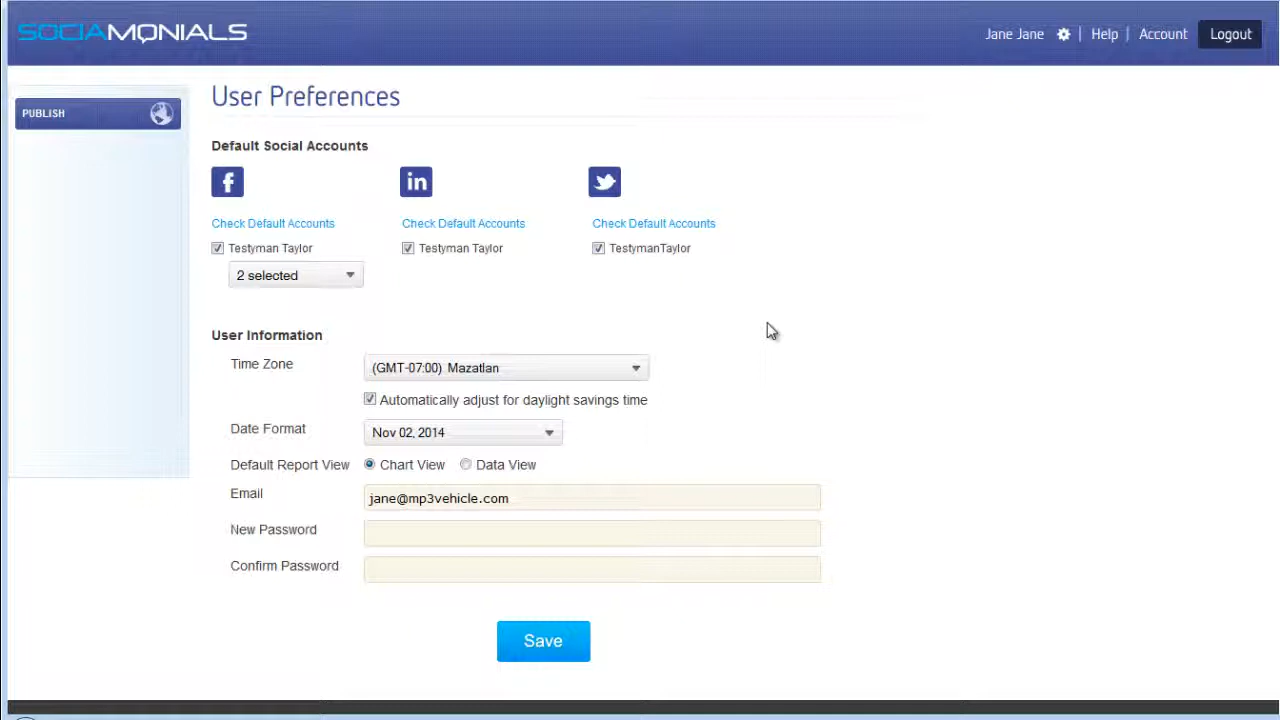 SOCIAMONIALS
Jane Jane | Help | Account Logout
PUBLISH
User Preferences
Default Social Accounts
f in
Check Default Accounts Check Default Accounts Check Default Accounts
Testyman Taylor Testyman Taylor TestymanTaylor
2 selected
User Information
Time Zone (GMT-07:00) Mazatlan
Automatically adjust for daylight savings time
Date Format Nov 02, 2014
Default Report View Chart View Data View
Email jane@mp3vehicle.com
New Password
Confirm Password
Save